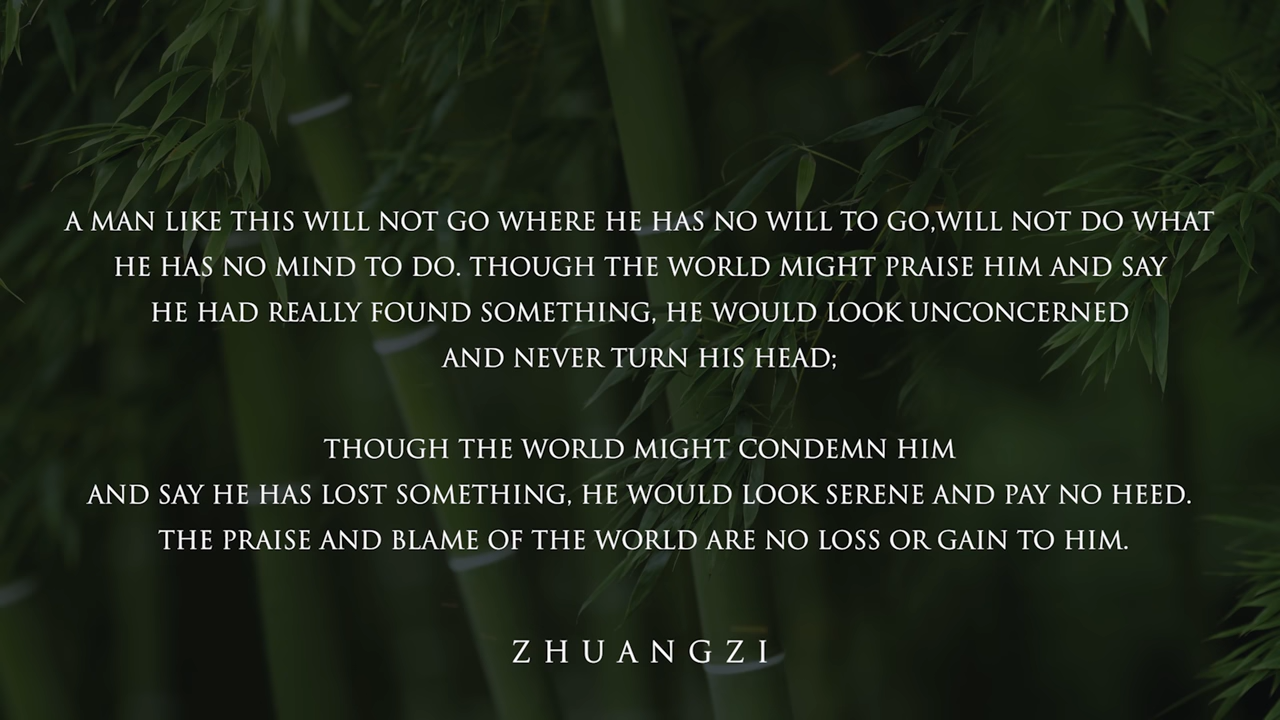 A MAN LIKE THIS WILL NOT GO WHERE HE HAS NO WILL TO GO,WILL NOT DO WHAT
HE HAS NO MIND TO DO. THOUGH THE WORLD MIGHT PRAISE HIM AND SAY
HE HAD REALLY FOUND SOMETHING, HE WOULD LOOK UNCONCERNED
AND NEVER TURN HIS HEAD;
THOUGH THE WORLD MIGHT CONDEMN HIM
AND SAY HE HAS LOST SOMETHING, HE WOULD LOOK SERENE AND PAY NO HEED.
THE PRAISE AND BLAME OF THE WORLD ARE NO LOSS OR GAIN TO HIM.
ZHUANGZI